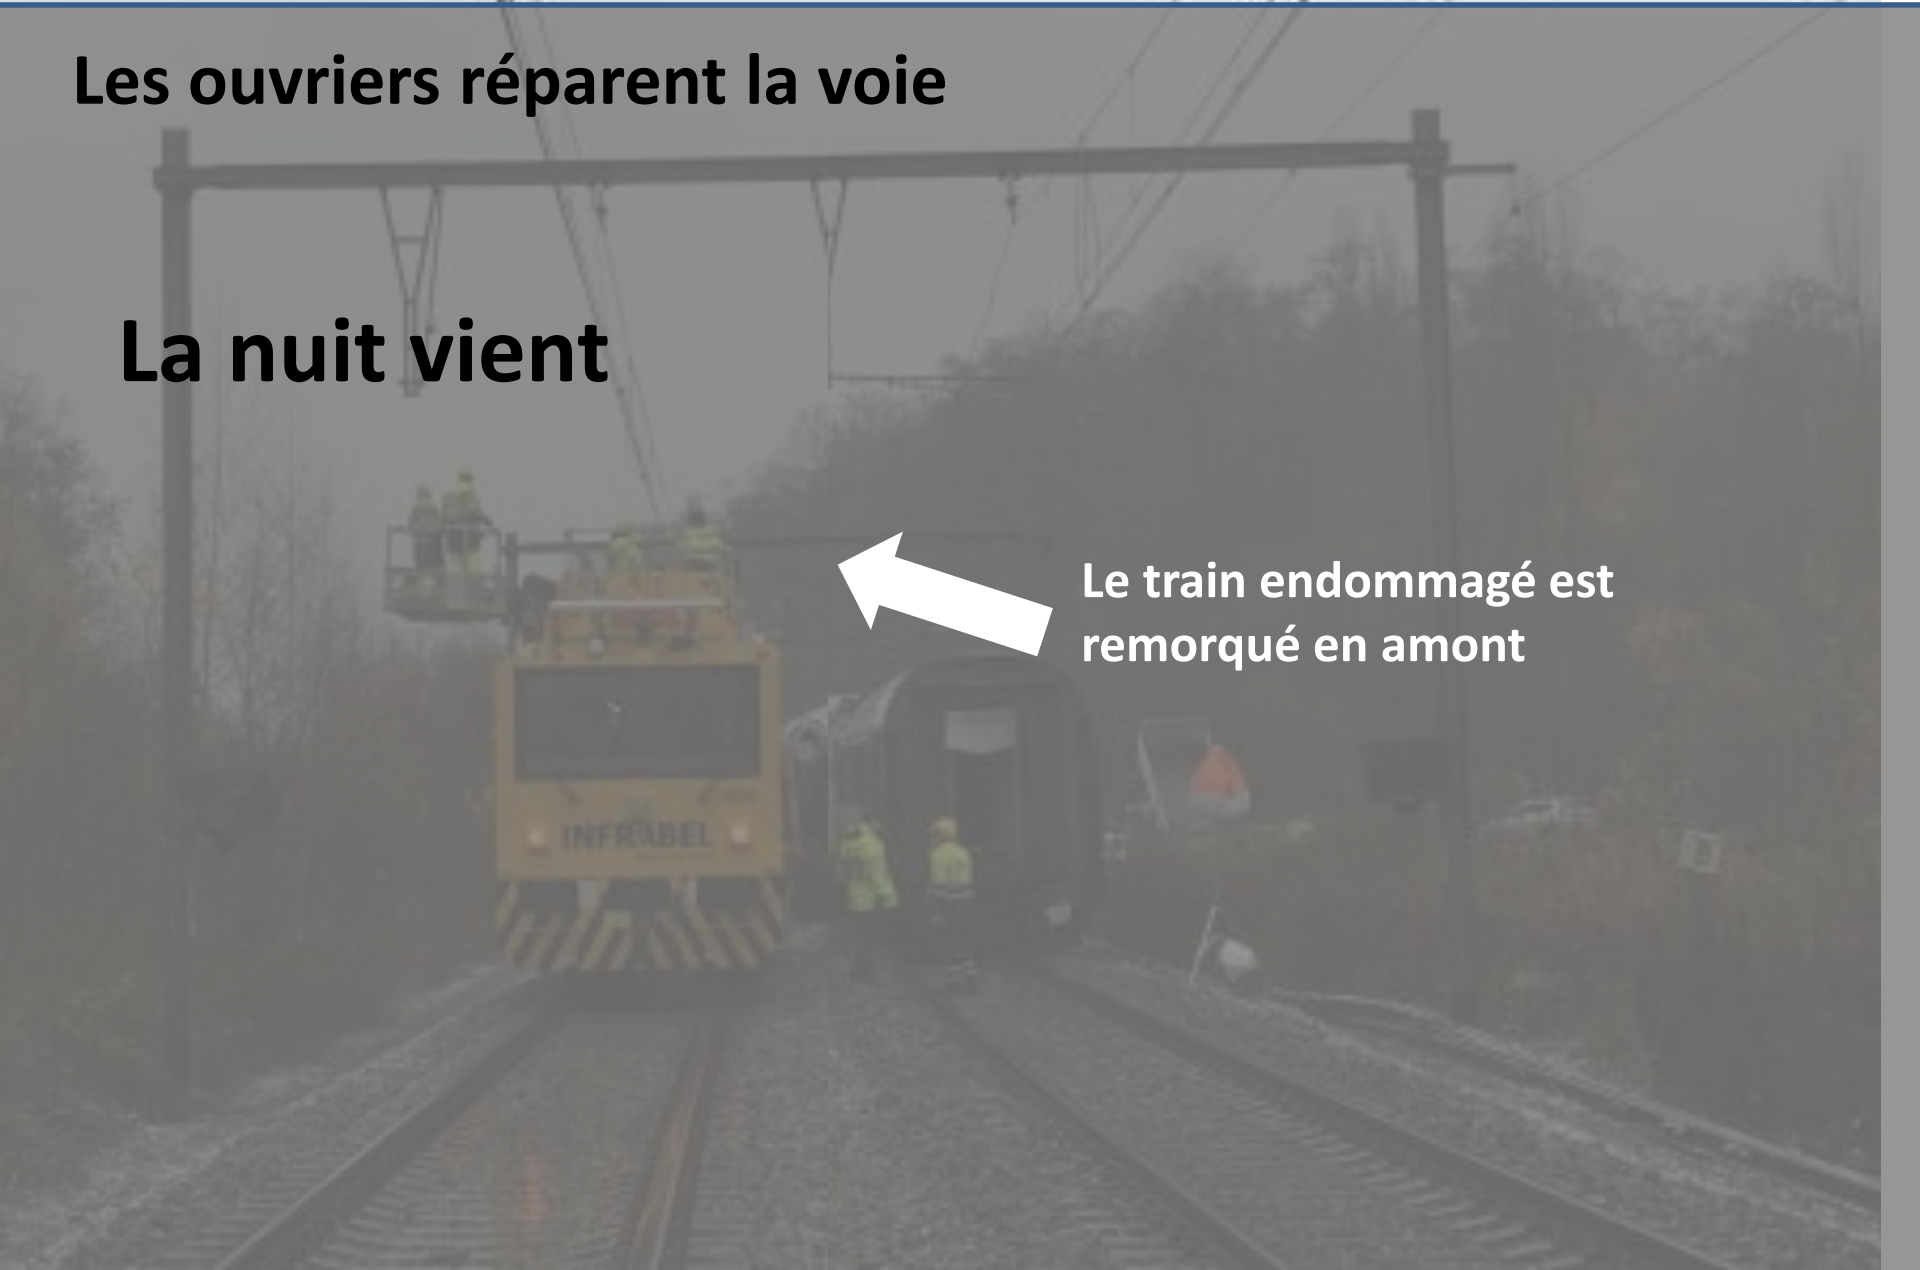 Les ouvriers réparent la voie
La nuit vient
Le train endommagé est
remorqué en amont
INFRABEL